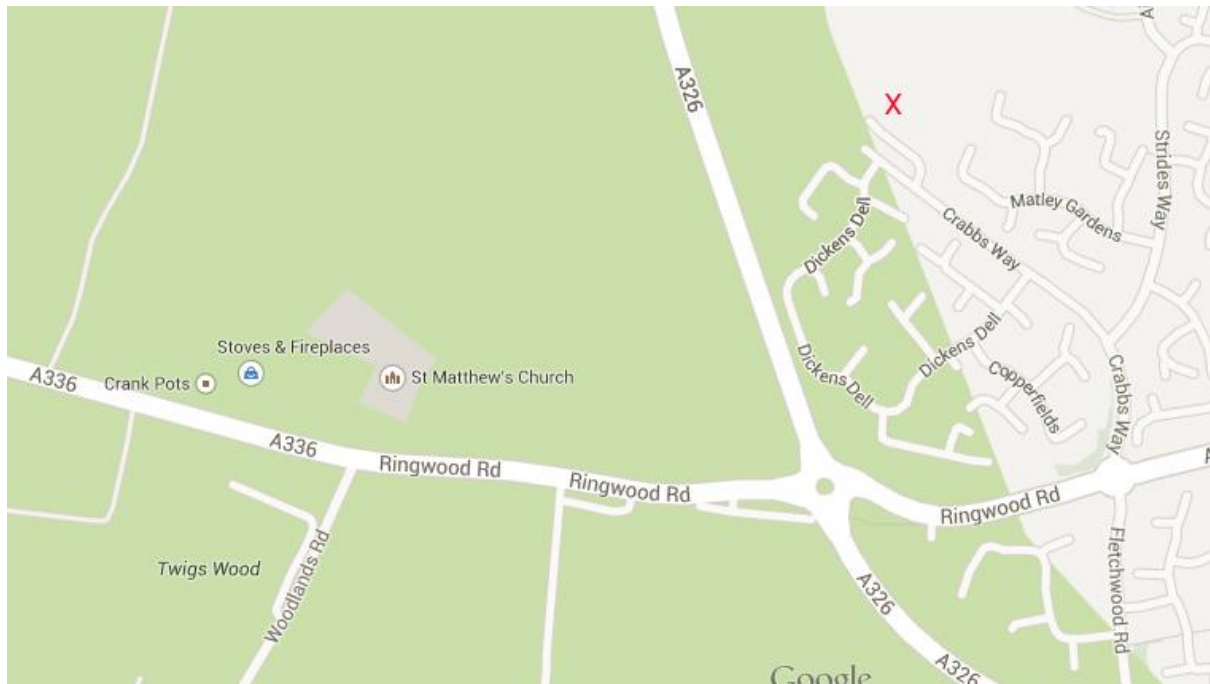 A326
X
Strides Way
Matley Gardens
Crabbs Way
Dickens Dell
Stoves & Fireplaces
Crank Pots
St Matthew's Church
A336
Dickens Dell
Dickens Dell
Copperfields
Crabbs Way
A336
Ringwood Rd
Ringwood Rd
Ringwood Rd
Twigs Wood
Woodlands Rd
Fletchwood Rd
A326
A326
Google